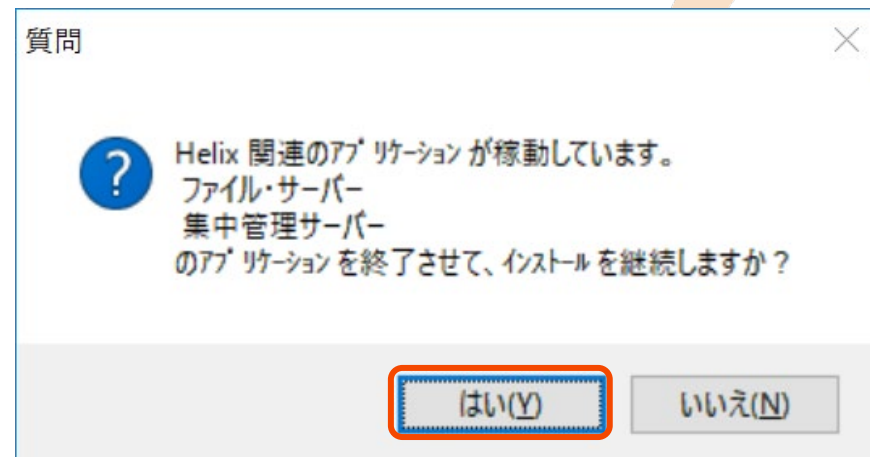 質問
Helix 関連のｱﾌﾟﾘｹｰｼｮﾝ が稼動しています。
ファイル・サーバー
集中管理サーバー
のｱﾌﾟﾘｹｰｼｮﾝ を終了させて、ｲﾝｽﾄｰﾙ を継続しますか？
はい(Y)
いいえ(N)